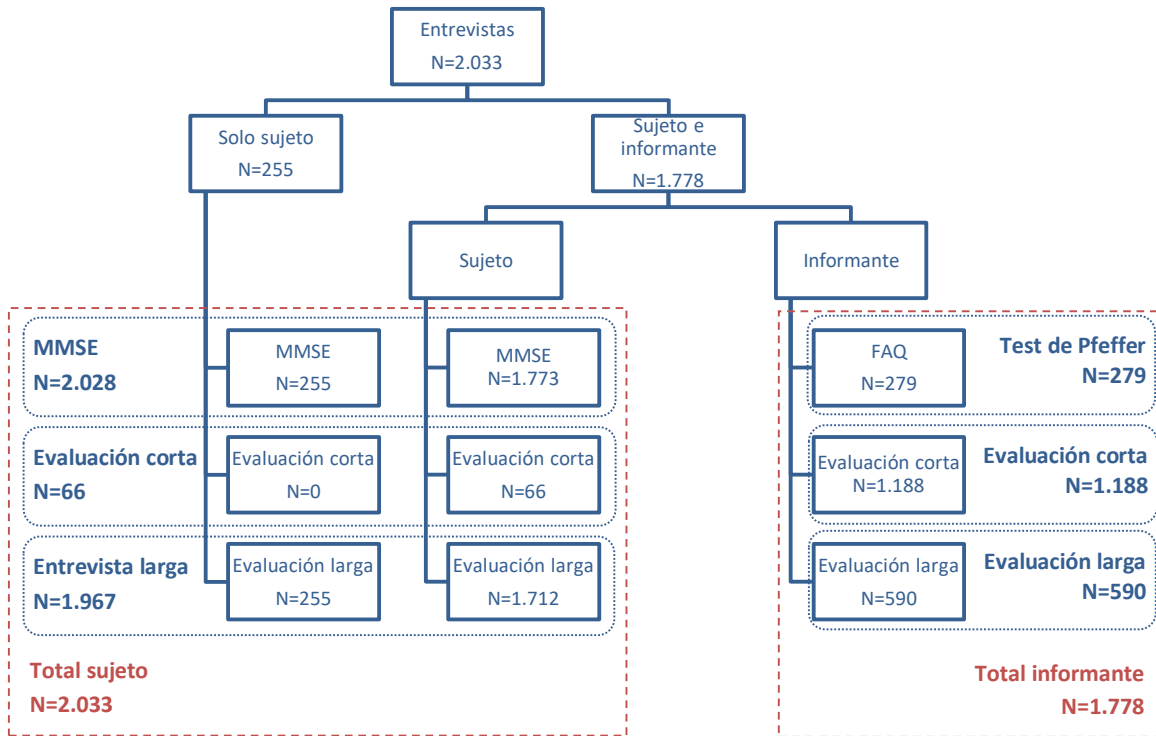 Entrevistas
N=2.033
Solo sujeto
N=255
Sujeto e
informante
N=1.778
Sujeto
Informante
MMSE
N=2.028
MMSE
N=255
MMSE
N=1.773
FAQ
N=279
Test de Pfeffer
N=279
Evaluación corta
N=66
Evaluación corta
N=0
Evaluación corta
N=66
Evaluación corta
N=1.188
Evaluación corta
N=1.188
Entrevista larga
N=1.967
Evaluación larga
N=255
Evaluación larga
N=1.712
Evaluación larga
N=590
Evaluación larga
N=590
Total sujeto
N=2.033
Total informante
N=1.778